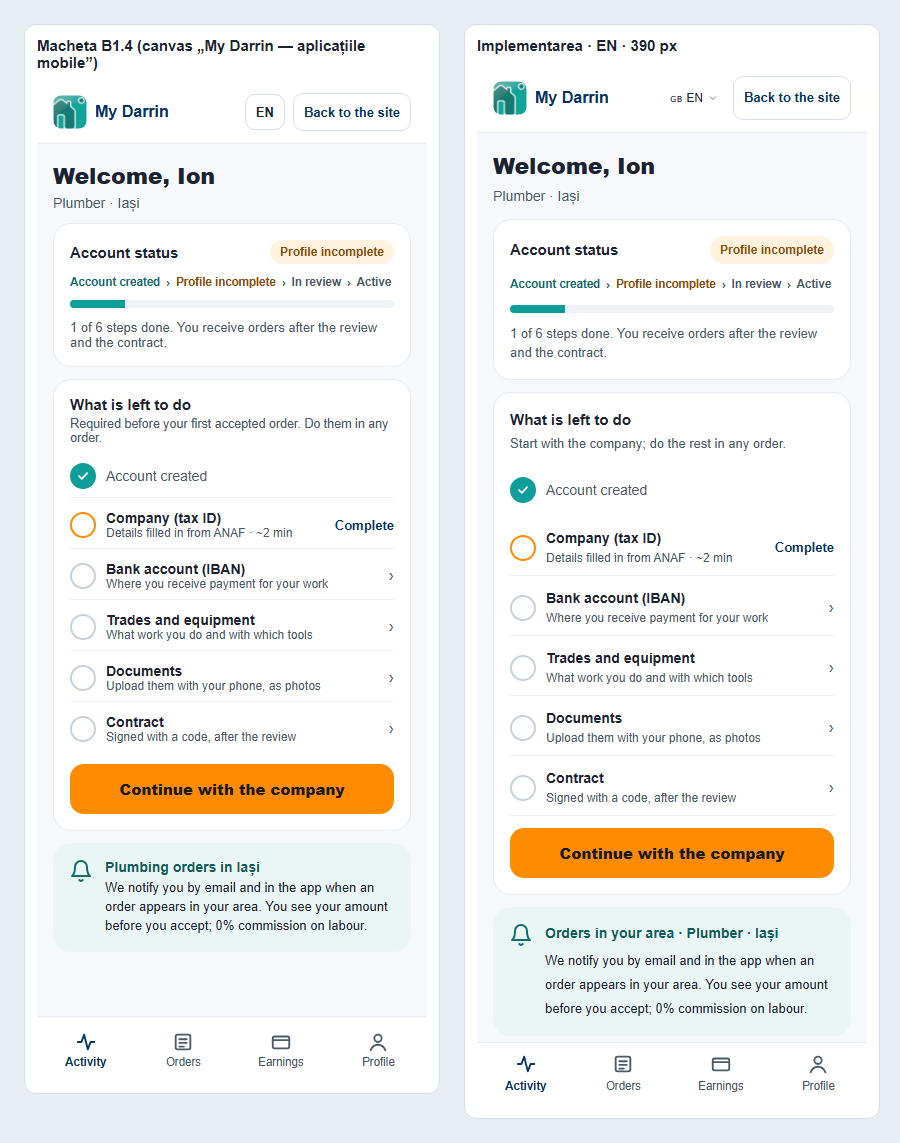 Macheta B1.4 (canvas „My Darrin — aplicațiile
mobile”)
My Darrin
EN
Back to the site
Welcome, Ion
Plumber · Iași
Account status
Profile incomplete
Account created › Profile incomplete › In review › Active
1 of 6 steps done. You receive orders after the review
and the contract.
What is left to do
Required before your first accepted order. Do them in any
order.
Account created
Company (tax ID)
Details filled in from ANAF · ~2 min
Complete
Bank account (IBAN)
Where you receive payment for your work
›
Trades and equipment
What work you do and with which tools
›
Documents
Upload them with your phone, as photos
›
Contract
Signed with a code, after the review
›
Continue with the company
Plumbing orders in Iași
We notify you by email and in the app when an
order appears in your area. You see your amount
before you accept; 0% commission on labour.
Activity
Orders
Earnings
Profile
Implementarea · EN · 390 px
My Darrin
GB EN
Back to the site
Welcome, Ion
Plumber · Iași
Account status
Profile incomplete
Account created › Profile incomplete › In review › Active
1 of 6 steps done. You receive orders after the review
and the contract.
What is left to do
Start with the company; do the rest in any order.
Account created
Company (tax ID)
Details filled in from ANAF · ~2 min
Complete
Bank account (IBAN)
Where you receive payment for your work
›
Trades and equipment
What work you do and with which tools
›
Documents
Upload them with your phone, as photos
›
Contract
Signed with a code, after the review
›
Continue with the company
Orders in your area · Plumber · Iași
We notify you by email and in the app when an
order appears in your area. You see your amount
before you accept; 0% commission on labour.
Activity
Orders
Earnings
Profile